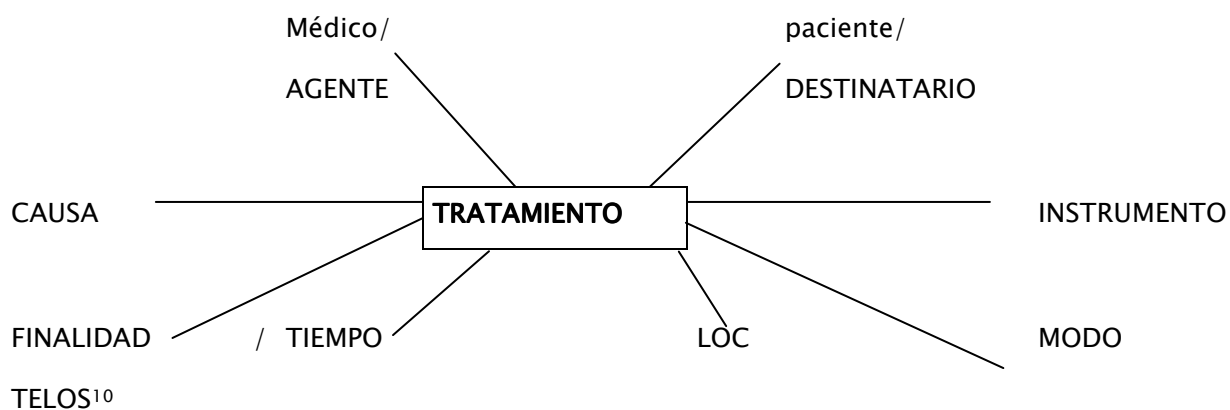 Médico/ paciente/
AGENTE DESTINATARIO
CAUSA TRATAMIENTO INSTRUMENTO
FINALIDAD / TIEMPO LOC MODO
TELOS10